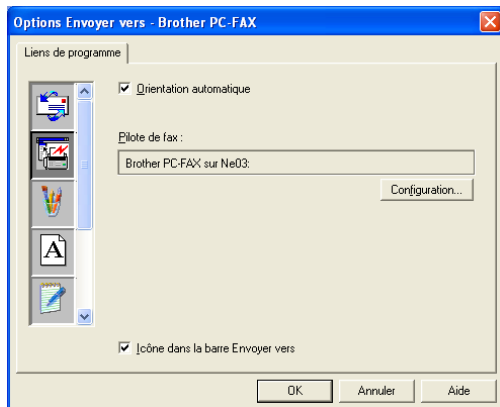 Options Envoyer vers - Brother PC-FAX
Liens de programme
Orientation automatique
Pilote de fax :
Brother PC-FAX sur Ne03:
Configuration...
A
Icône dans la barre Envoyer vers
OK Annuler Aide